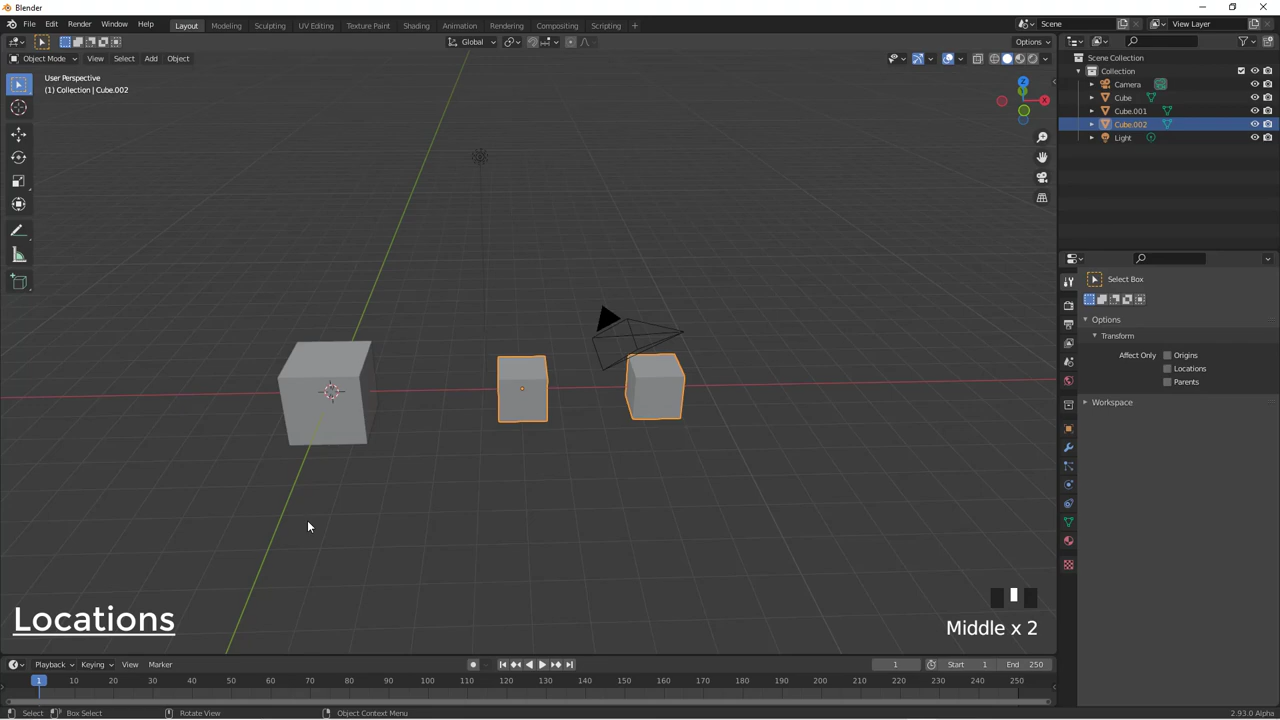 Blender
File Edit Render Window Help Layout Modeling Sculpting UV Editing Texture Paint Shading Animation Rendering Compositing Scripting + Scene View Layer
Global Options
Object Mode View Select Add Object
User Perspective
(1) Collection | Cube.002
Z
X
Scene Collection
Collection
Camera
Cube
Cube.001
Cube.002
Light
Select Box
Options
Transform
Affect Only Origins
Locations
Parents
Workspace
Locations
Middle x 2
Playback Keying View Marker 1 Start 1 End 250
1 10 20 30 40 50 60 70 80 90 100 110 120 130 140 150 160 170 180 190 200 210 220 230 240 250
Select Box Select Rotate View Object Context Menu 2.93.0 Alpha